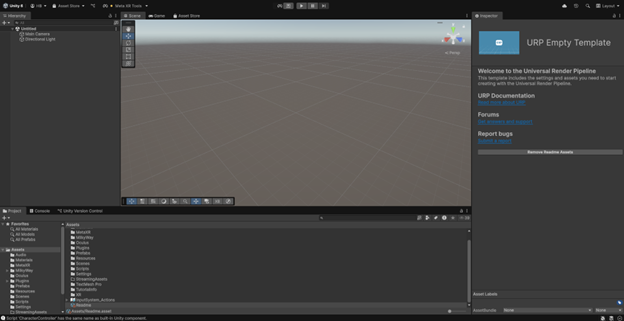 Unity 6
HB
Asset Store
Meta XR Tools
Layout
Hierarchy
Scene
Game
Asset Store
Inspector
All
Untitled
Main Camera
Directional Light
Persp
URP Empty Template
Welcome to the Universal Render Pipeline
This template includes the settings and assets you need to start
creating with the Universal Render Pipeline.
URP Documentation
Read more about URP
Forums
Get answers and support
Report bugs
Submit a report
Remove Readme Assets
Project
Console
Unity Version Control
Favorites
All Materials
All Models
All Prefabs
Assets
Audio
Materials
MetaXR
MilkyWay
Oculus
Plugins
Prefabs
Resources
Scenes
Scripts
Settings
StreamingAssets
Assets
MetaXR
MilkyWay
Oculus
Plugins
Prefabs
Resources
Scenes
Scripts
Settings
StreamingAssets
TextMesh Pro
TutorialInfo
XR
InputSystem_Actions
Readme
Assets/Readme.asset
Asset Labels
AssetBundle
None
None
Script 'CharacterController' has the same name as built-in Unity component.